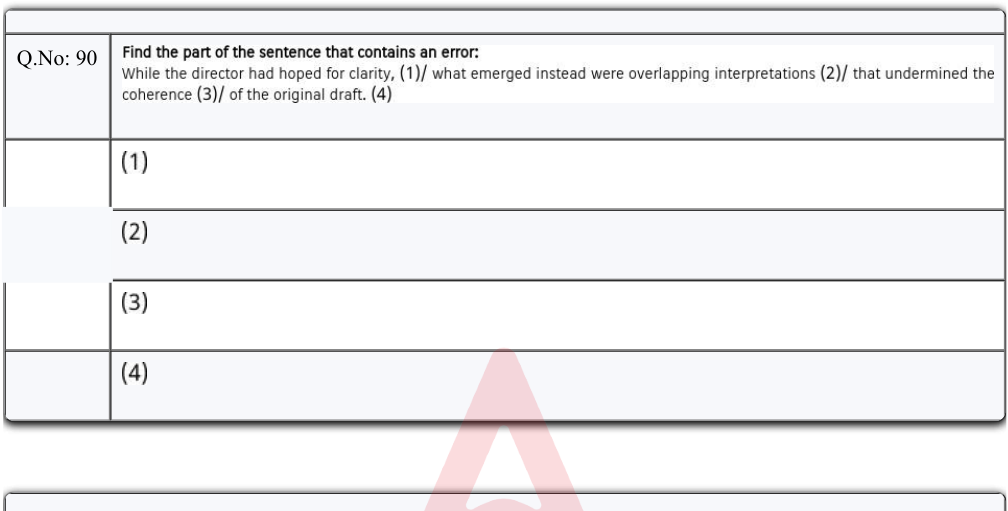 Q.No: 90
Find the part of the sentence that contains an error:
While the director had hoped for clarity, (1)/ what emerged instead were overlapping interpretations (2)/ that undermined the
coherence (3)/ of the original draft. (4)
(1)
(2)
(3)
(4)